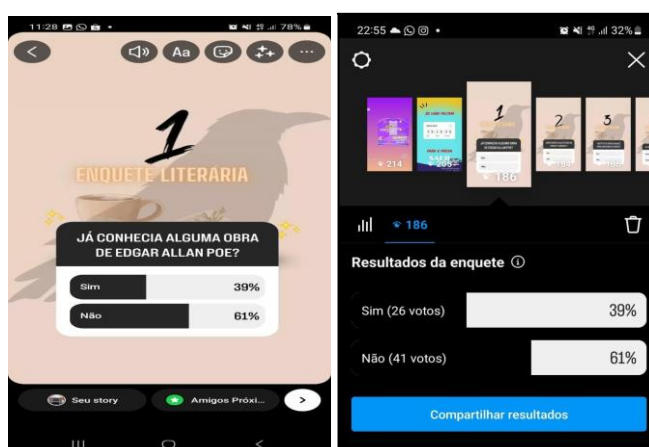 11:28
78%
Aa
1
ENQUETE LITERÁRIA
JÁ CONHECIA ALGUMA OBRA
DE EDGAR ALLAN POE?
Sim 39%
Não 61%
Seu story
Amigos Próxi...
22:55
32%
214
205
1
186
2
194
3
186
Resultados da enquete
Sim (26 votos) 39%
Não (41 votos) 61%
Compartilhar resultados